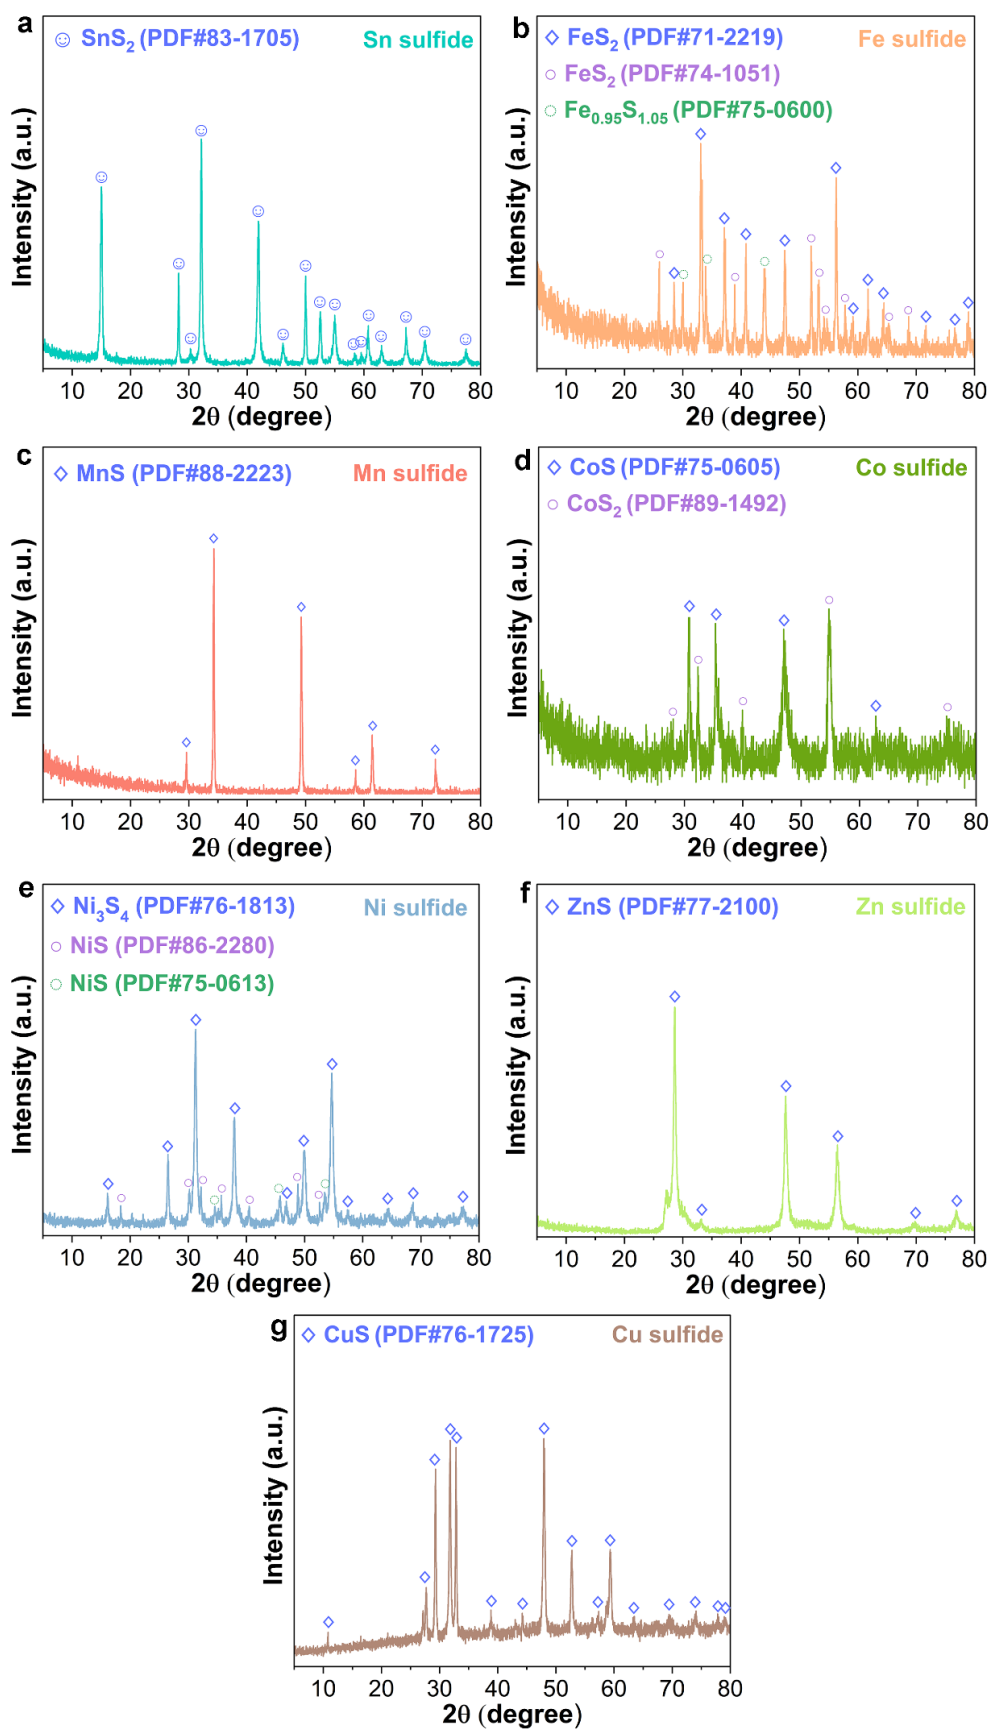 a
SnS2 (PDF#83-1705)
Sn sulfide
Intensity (a.u.)
10 20 30 40 50 60 70 80
2θ (degree)
b
FeS2 (PDF#71-2219)
Fe sulfide
FeS2 (PDF#74-1051)
Fe0.95S1.05 (PDF#75-0600)
Intensity (a.u.)
10 20 30 40 50 60 70 80
2θ (degree)
c
MnS (PDF#88-2223)
Mn sulfide
Intensity (a.u.)
10 20 30 40 50 60 70 80
2θ (degree)
d
CoS (PDF#75-0605)
Co sulfide
CoS2 (PDF#89-1492)
Intensity (a.u.)
10 20 30 40 50 60 70 80
2θ (degree)
e
Ni3S4 (PDF#76-1813)
Ni sulfide
NiS (PDF#86-2280)
NiS (PDF#75-0613)
Intensity (a.u.)
10 20 30 40 50 60 70 80
2θ (degree)
f
ZnS (PDF#77-2100)
Zn sulfide
Intensity (a.u.)
10 20 30 40 50 60 70 80
2θ (degree)
g
CuS (PDF#76-1725)
Cu sulfide
Intensity (a.u.)
10 20 30 40 50 60 70 80
2θ (degree)